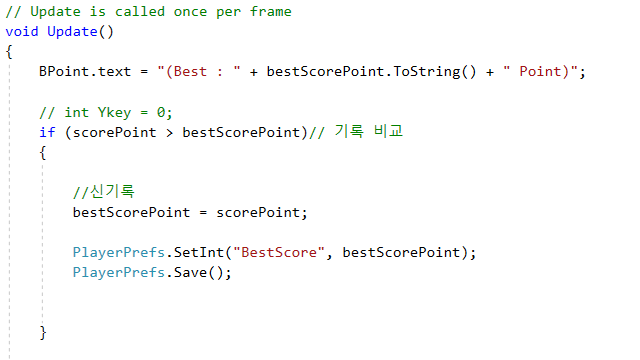 // Update is called once per frame
void Update()
{
BPoint.text = "(Best : " + bestScorePoint.ToString() + " Point)";
// int Ykey = 0;
if (scorePoint > bestScorePoint)// 기록 비교
{
//신기록
bestScorePoint = scorePoint;
PlayerPrefs.SetInt("BestScore", bestScorePoint);
PlayerPrefs.Save();
}